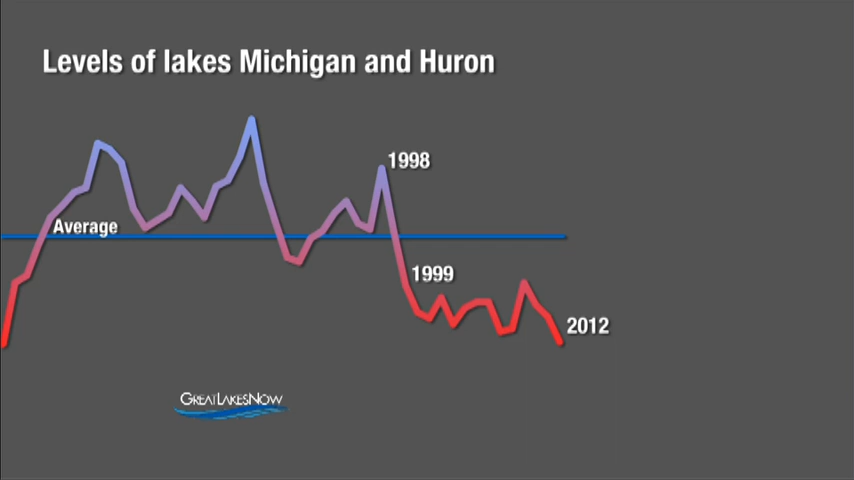 Levels of lakes Michigan and Huron
1998
Average
1999
2012
GREATLAKESNOW